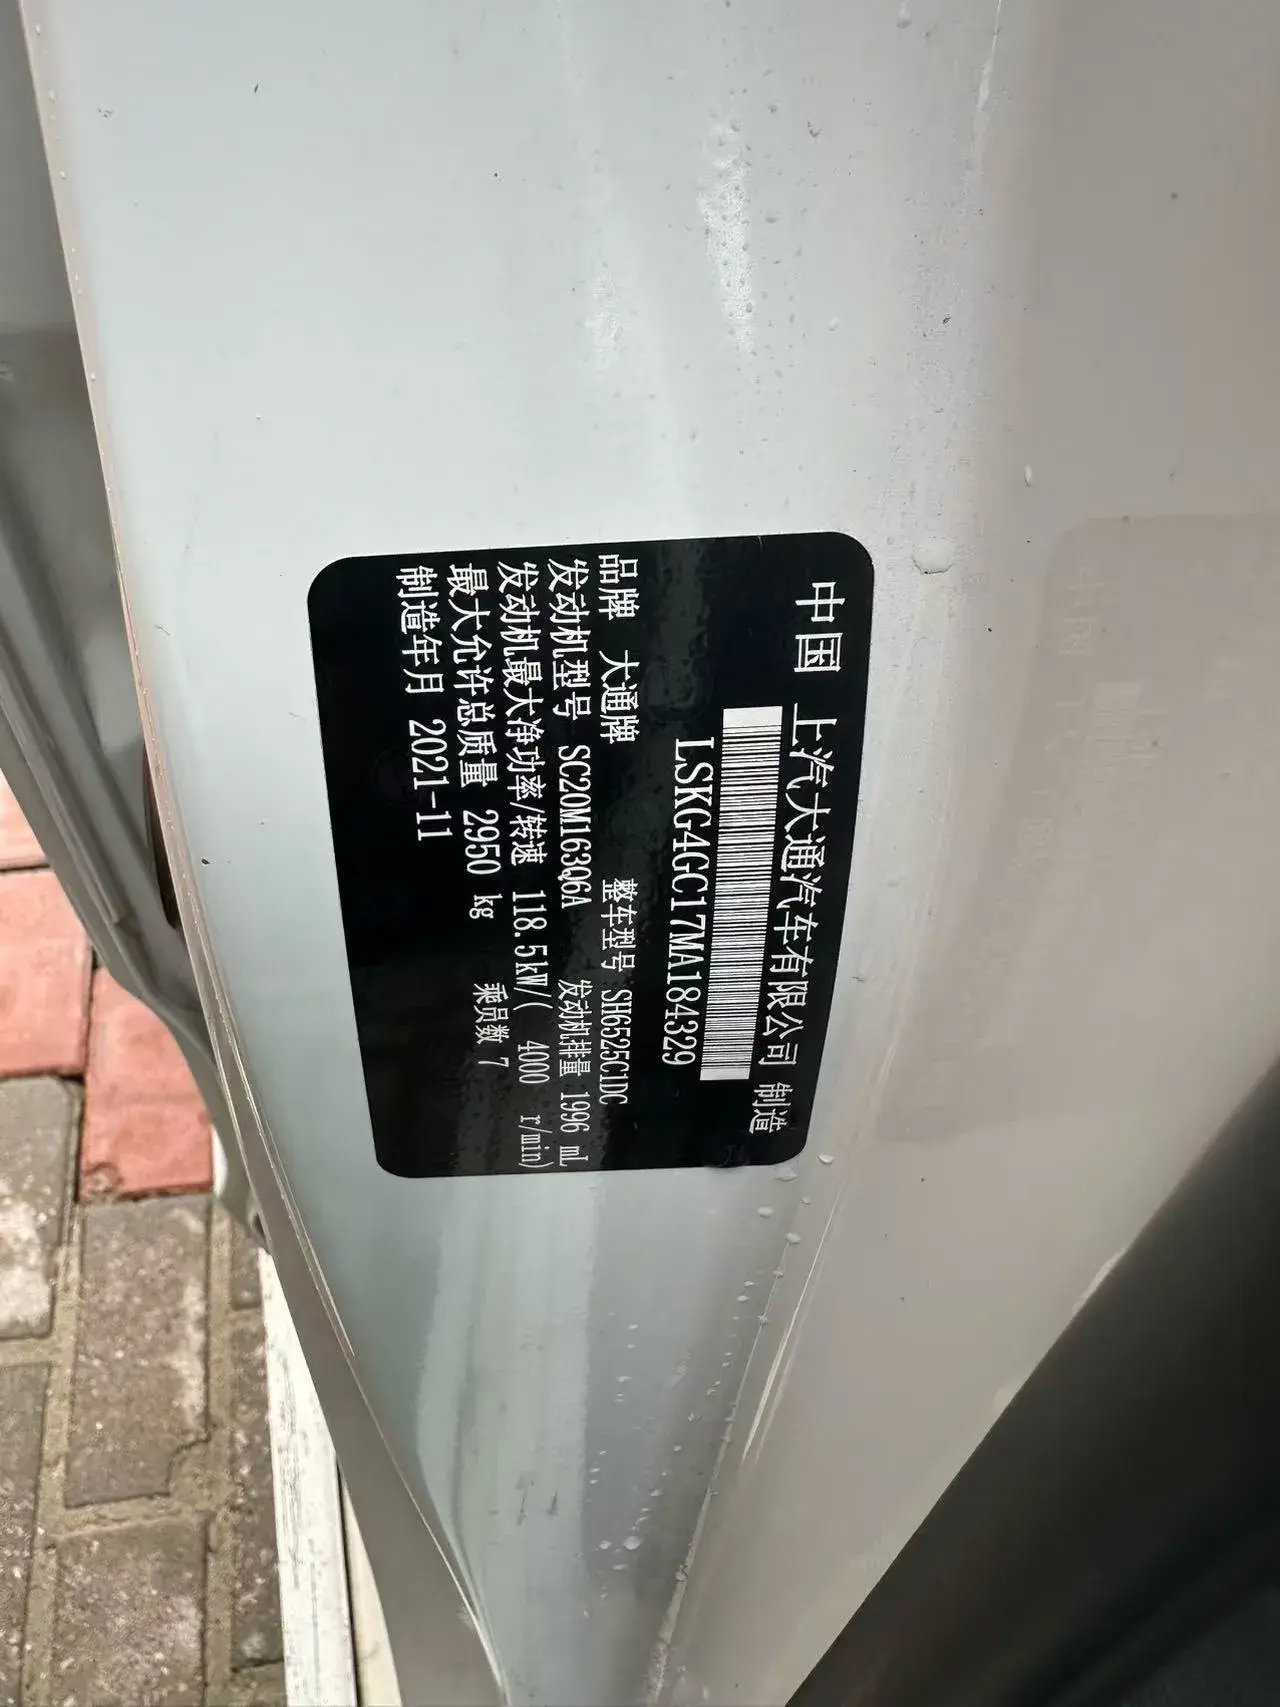 中国 上汽大通汽车有限公司 制造
LSKG4GC17MA184329
品牌 大通牌 整车型号 SH6525C1DC
发动机型号 SC20M163Q6A 发动机排量 1996 mL
发动机最大净功率/转速 118.5kW/( 4000 r/min)
最大允许总质量 2950 kg 乘员数 7
制造年月 2021-11